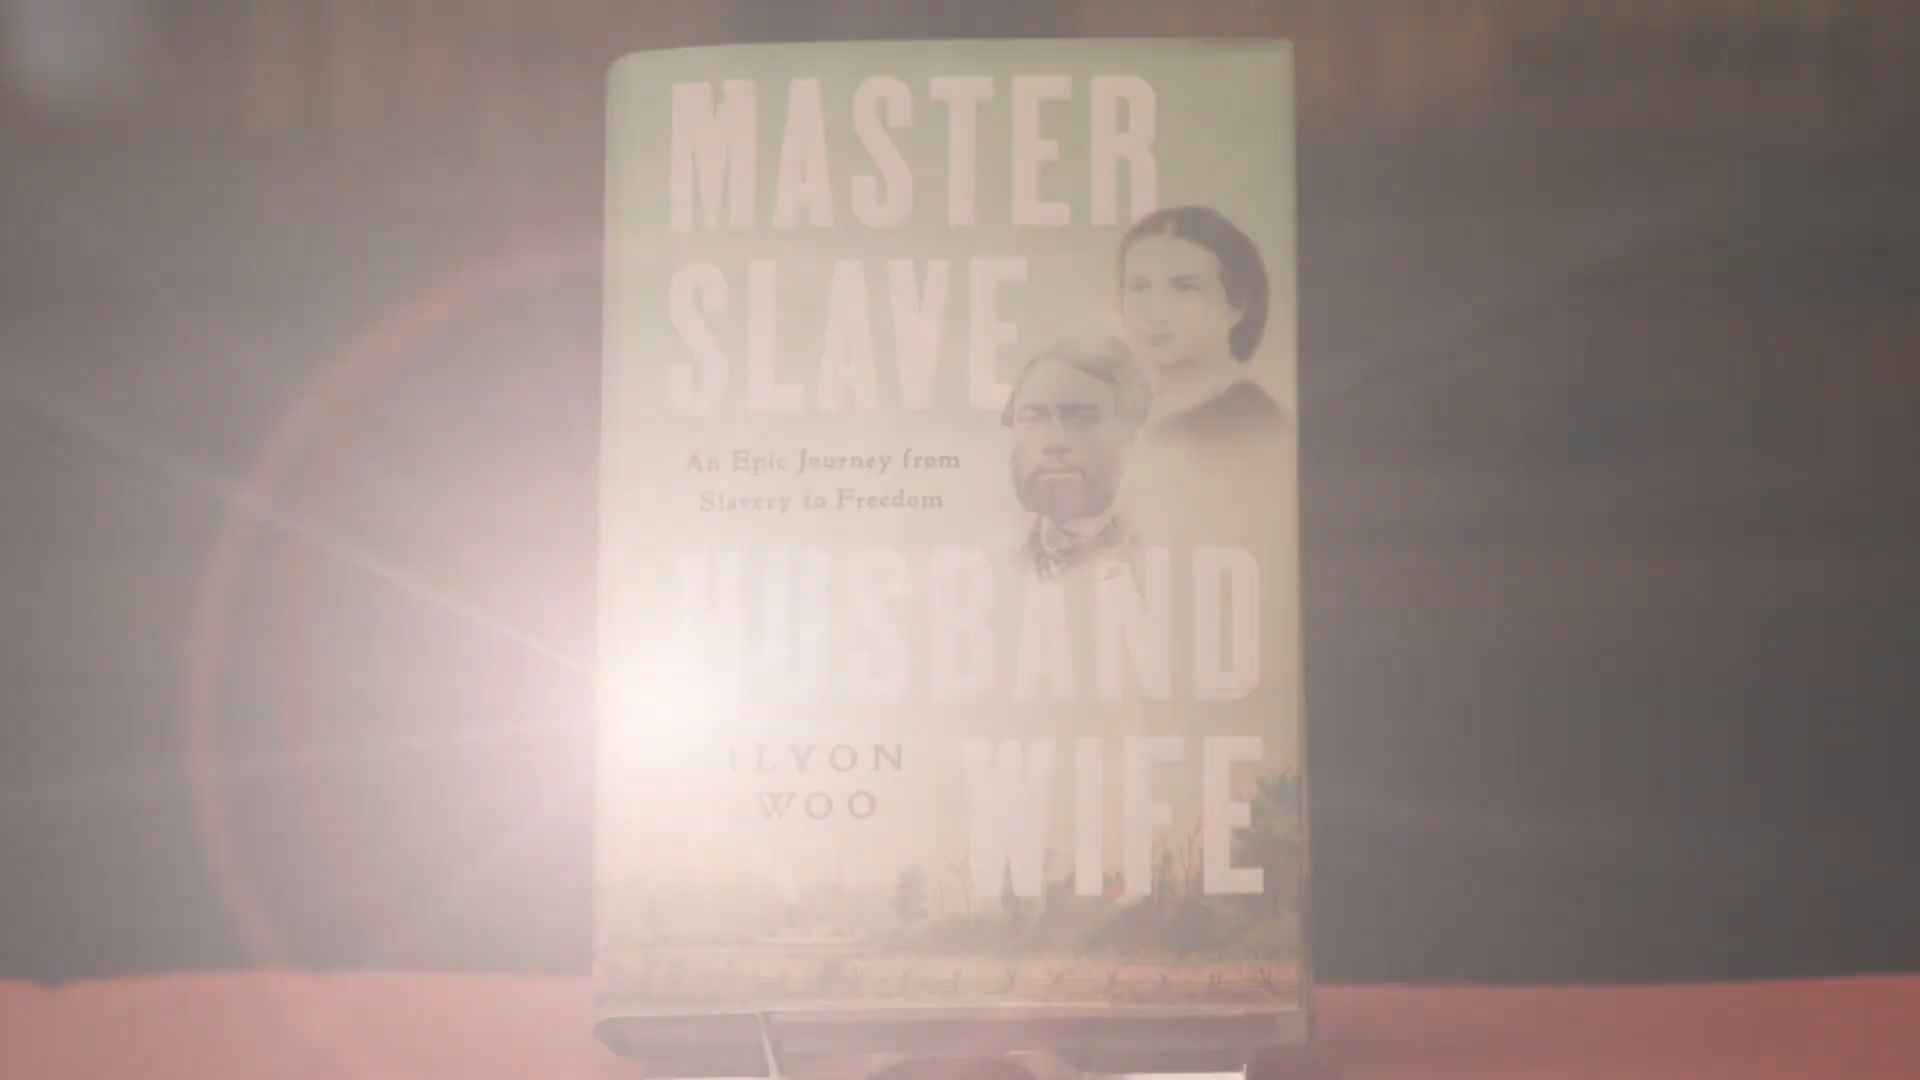 MASTER
SLAVE
An Epic Journey from
Slavery to Freedom
HUSBAND
WIFE
ILYON
WOO